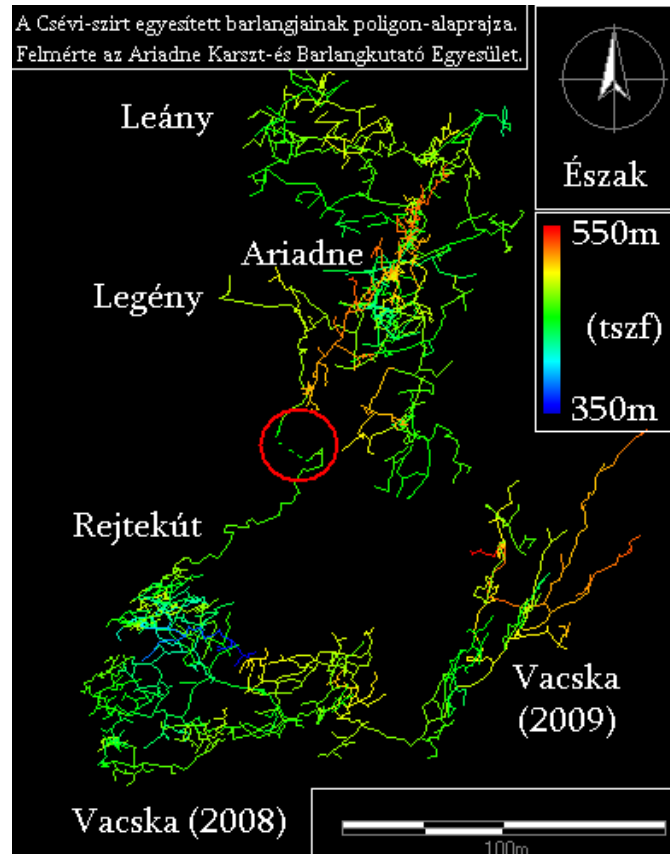 A Csévi-szirt egyesített barlangjainak poligon-alaprajza.
Felmérte az Ariadne Karszt-és Barlangkutató Egyesület.
Leány
Észak
Ariadne
Legény
550m
(tszf)
350m
Rejtekút
Vacska
(2009)
Vacska (2008)
100m